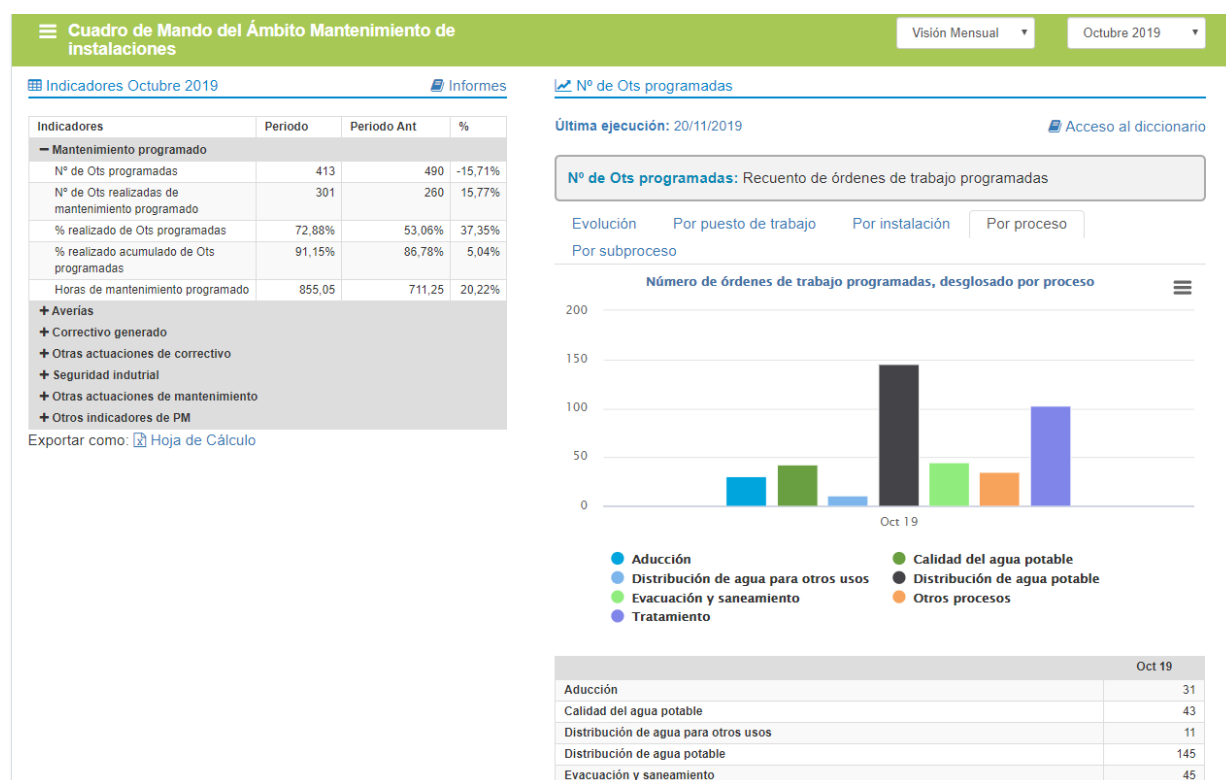 Cuadro de Mando del Ámbito Mantenimiento de
instalaciones
Visión Mensual
Octubre 2019
Indicadores Octubre 2019
Informes
Indicadores Periodo Periodo Ant %
Mantenimiento programado
Nº de Ots programadas 413 490 -15,71%
Nº de Ots realizadas de 301 260 15,77%
mantenimiento programado
% realizado de Ots programadas 72,88% 53,06% 37,35%
% realizado acumulado de Ots 91,15% 86,78% 5,04%
programadas
Horas de mantenimiento programado 855,05 711,25 20,22%
Averías
Correctivo generado
Otras actuaciones de correctivo
Seguridad indutrial
Otras actuaciones de mantenimiento
Otros indicadores de PM
Exportar como: Hoja de Cálculo
Nº de Ots programadas
Última ejecución: 20/11/2019
Acceso al diccionario
Nº de Ots programadas: Recuento de órdenes de trabajo programadas
Evolución Por puesto de trabajo Por instalación Por proceso
Por subproceso
Número de órdenes de trabajo programadas, desglosado por proceso
200
150
100
50
0
Oct 19
Aducción Calidad del agua potable
Distribución de agua para otros usos Distribución de agua potable
Evacuación y saneamiento Otros procesos
Tratamiento
Oct 19
Aducción 31
Calidad del agua potable 43
Distribución de agua para otros usos 11
Distribución de agua potable 145
Evacuación y saneamiento 45